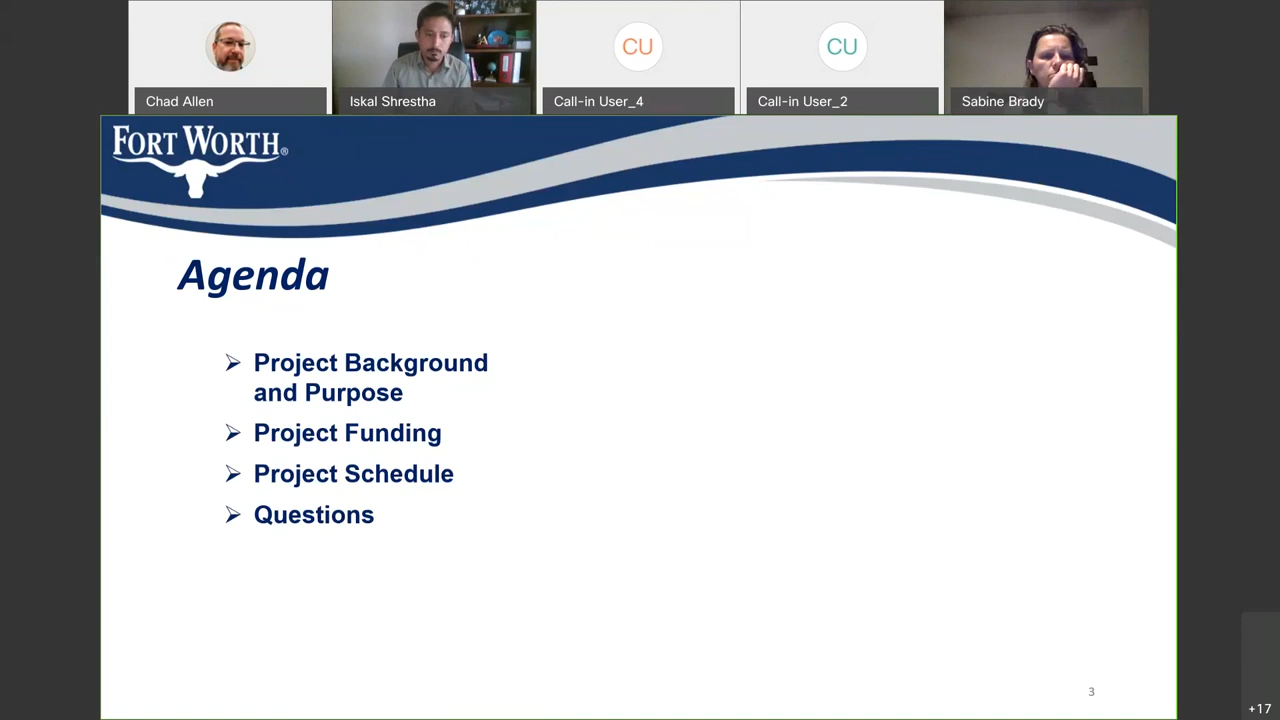 CU
CU
Chad Allen
Iskal Shrestha
Call-in User_4
Call-in User_2
Sabine Brady
FORT WORTH®
Agenda
➢ Project Background
and Purpose
➢ Project Funding
➢ Project Schedule
➢ Questions
3
+17